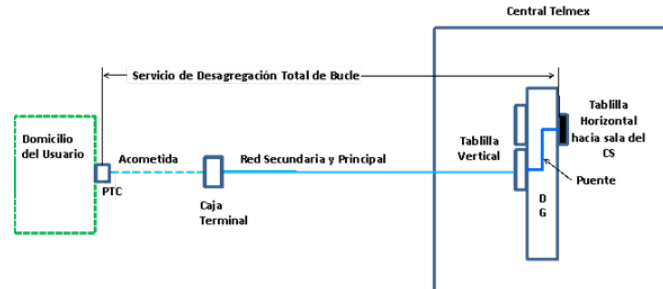 Central Telmex
Servicio de Desagregación Total de Bucle
Domicilio
del Usuario
Acometida
Red Secundaria y Principal
PTC
Caja
Terminal
Tablilla
Vertical
Tablilla
Horizontal
hacia sala del
CS
Puente
D
G